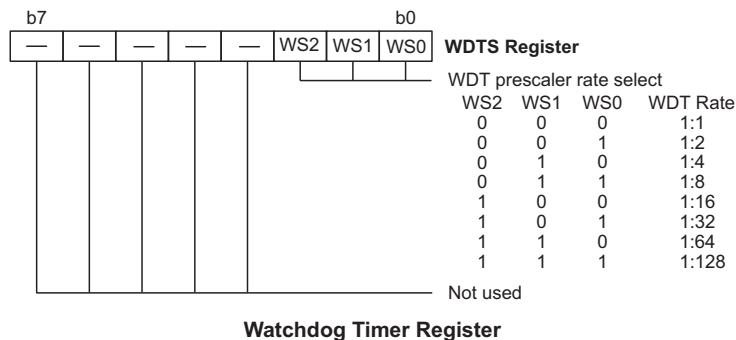 b7 b0
— — — — — WS2 WS1 WS0 WDTS Register
WDT prescaler rate select
WS2 WS1 WS0 WDT Rate
0 0 0 1:1
0 0 1 1:2
0 1 0 1:4
0 1 1 1:8
1 0 0 1:16
1 0 1 1:32
1 1 0 1:64
1 1 1 1:128
Not used
Watchdog Timer Register